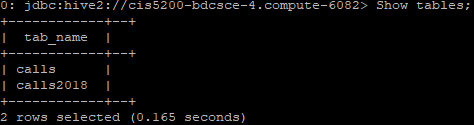 0: jdbc:hive2://cis5200-bdcsce-4.compute-6082> Show tables;
+------------+--+
|  tab_name  |
+------------+--+
| calls      |
| calls2018  |
+------------+--+
2 rows selected (0.165 seconds)